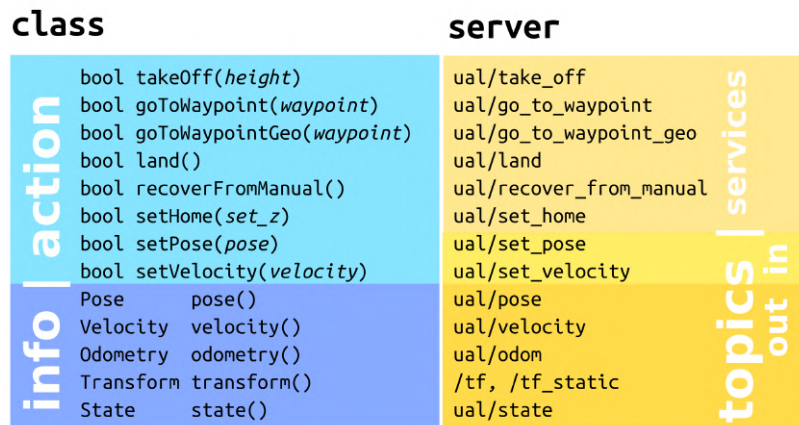 class
server
bool takeOff(height)
bool goToWaypoint(waypoint)
bool goToWaypointGeo(waypoint)
bool land()
bool recoverFromManual()
bool setHome(set_z)
bool setPose(pose)
bool setVelocity(velocity)
Pose pose()
Velocity velocity()
Odometry odometry()
Transform transform()
State state()
info | action
ual/take_off
ual/go_to_waypoint
ual/go_to_waypoint_geo
ual/land
ual/recover_from_manual
ual/set_home
ual/set_pose
ual/set_velocity
ual/pose
ual/velocity
ual/odom
/tf, /tf_static
ual/state
topics | services
out in